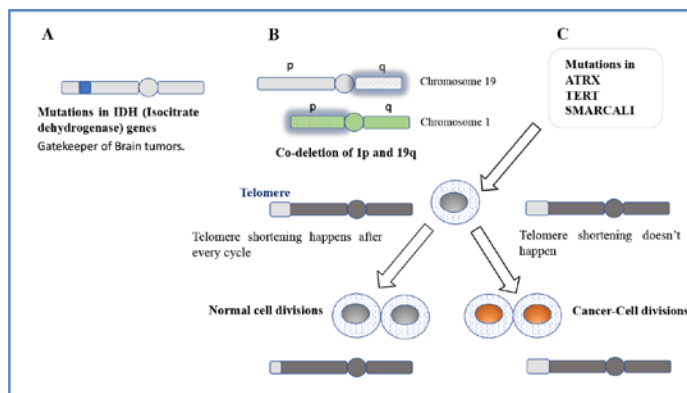 A
Mutations in IDH (Isocitrate
dehydrogenase) genes
Gatekeeper of Brain tumors.
B
p
q
Chromosome 19
p
q
Chromosome 1
Co-deletion of 1p and 19q
C
Mutations in
ATRX
TERT
SMARCALI
Telomere
Telomere shortening happens after
every cycle
Telomere shortening doesn't
happen
Normal cell divisions
Cancer-Cell divisions